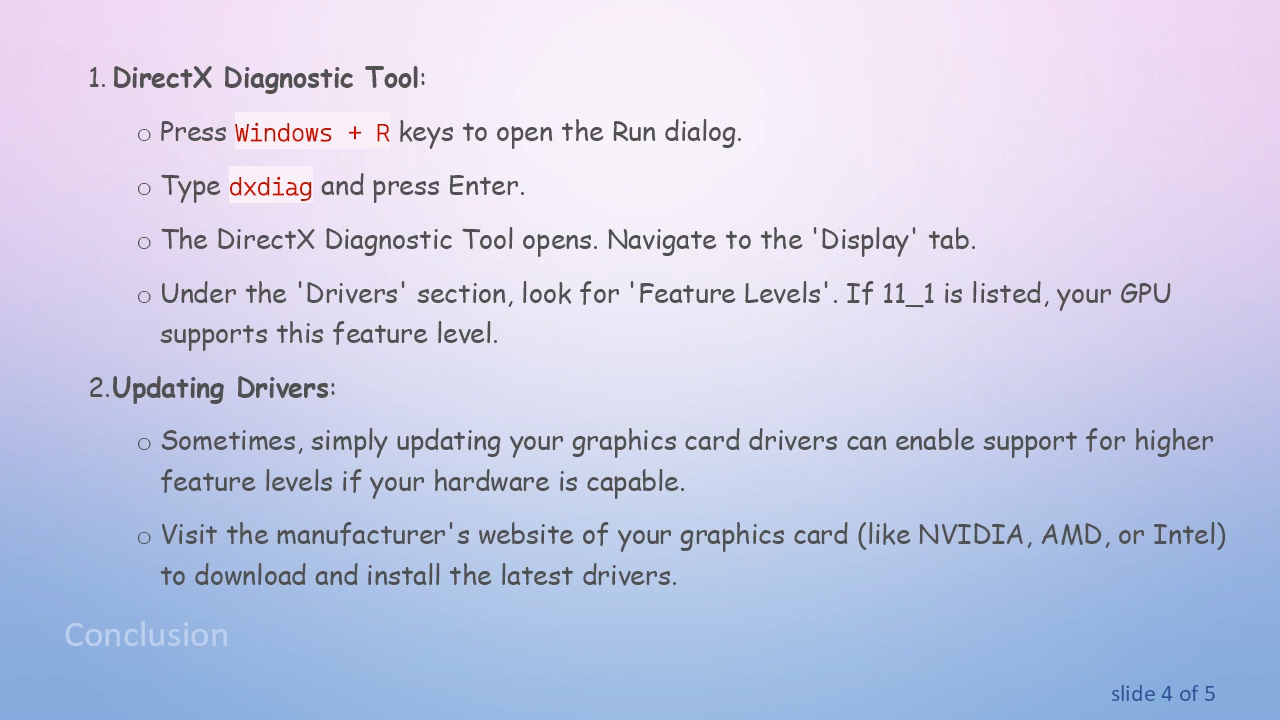 1. DirectX Diagnostic Tool:
o Press Windows + R keys to open the Run dialog.
o Type dxdiag and press Enter.
o The DirectX Diagnostic Tool opens. Navigate to the 'Display' tab.
o Under the 'Drivers' section, look for 'Feature Levels'. If 11_1 is listed, your GPU
supports this feature level.
2. Updating Drivers:
o Sometimes, simply updating your graphics card drivers can enable support for higher
feature levels if your hardware is capable.
o Visit the manufacturer's website of your graphics card (like NVIDIA, AMD, or Intel)
to download and install the latest drivers.
Conclusion
slide 4 of 5